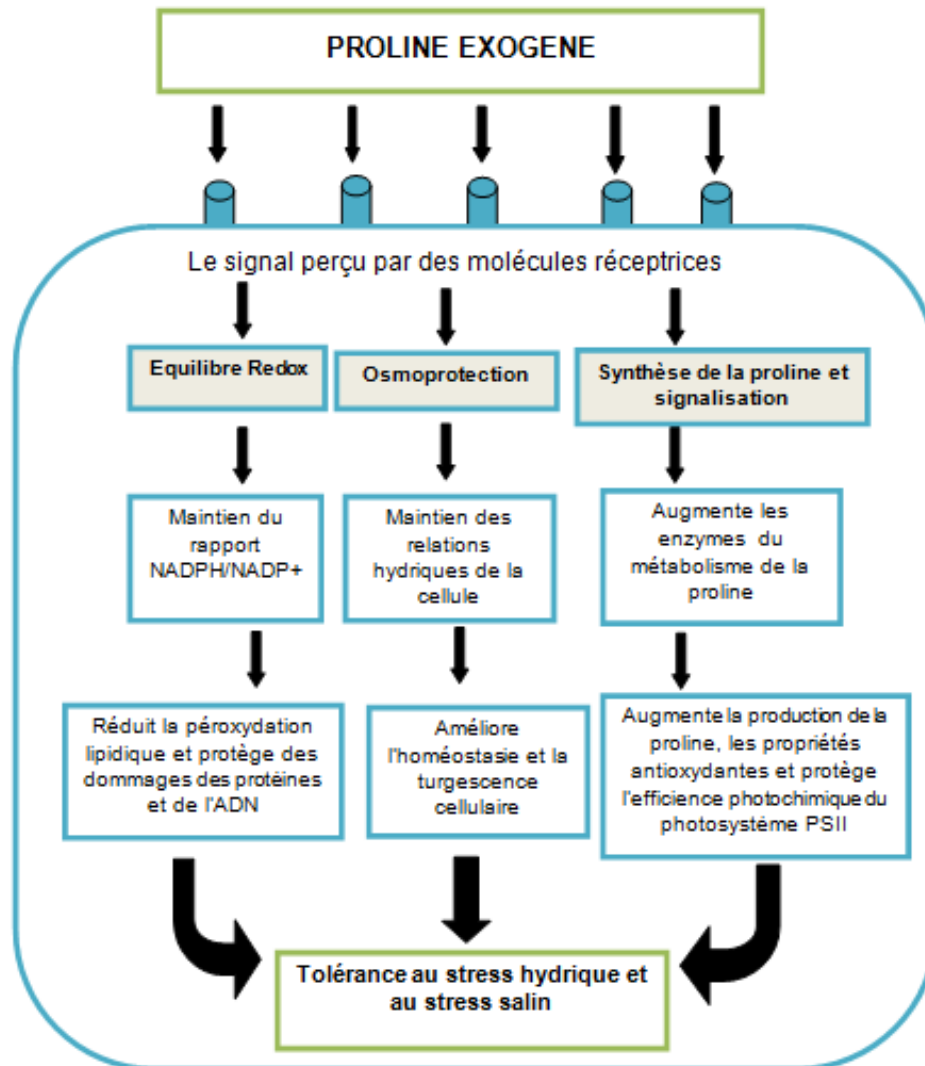 PROLINE EXOGENE
Le signal perçu par des molécules réceptrices
Equilibre Redox
Osmoprotection
Synthèse de la proline et
signalisation
Maintien du
rapport
NADPH/NADP+
Maintien des
relations
hydriques de la
cellule
Augmente les
enzymes du
métabolisme de la
proline
Réduit la péroxydation
lipidique et protège des
dommages des protéines
et de l'ADN
Améliore
l'homéostasie et la
turgescence
cellulaire
Augmente la production de la
proline, les propriétés
antioxydantes et protège
l'efficience photochimique du
photosystéme PSII
Tolérance au stress hydrique et
au stress salin